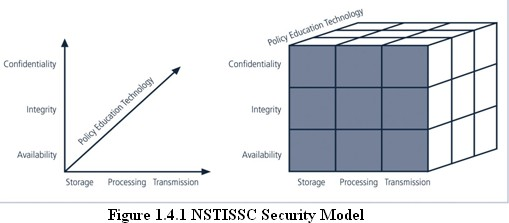 Confidentiality
Integrity
Availability
Policy Education Technology
Storage Processing Transmission
Policy Education Technology
Confidentiality
Integrity
Availability
Storage Processing Transmission
Figure 1.4.1 NSTISSC Security Model